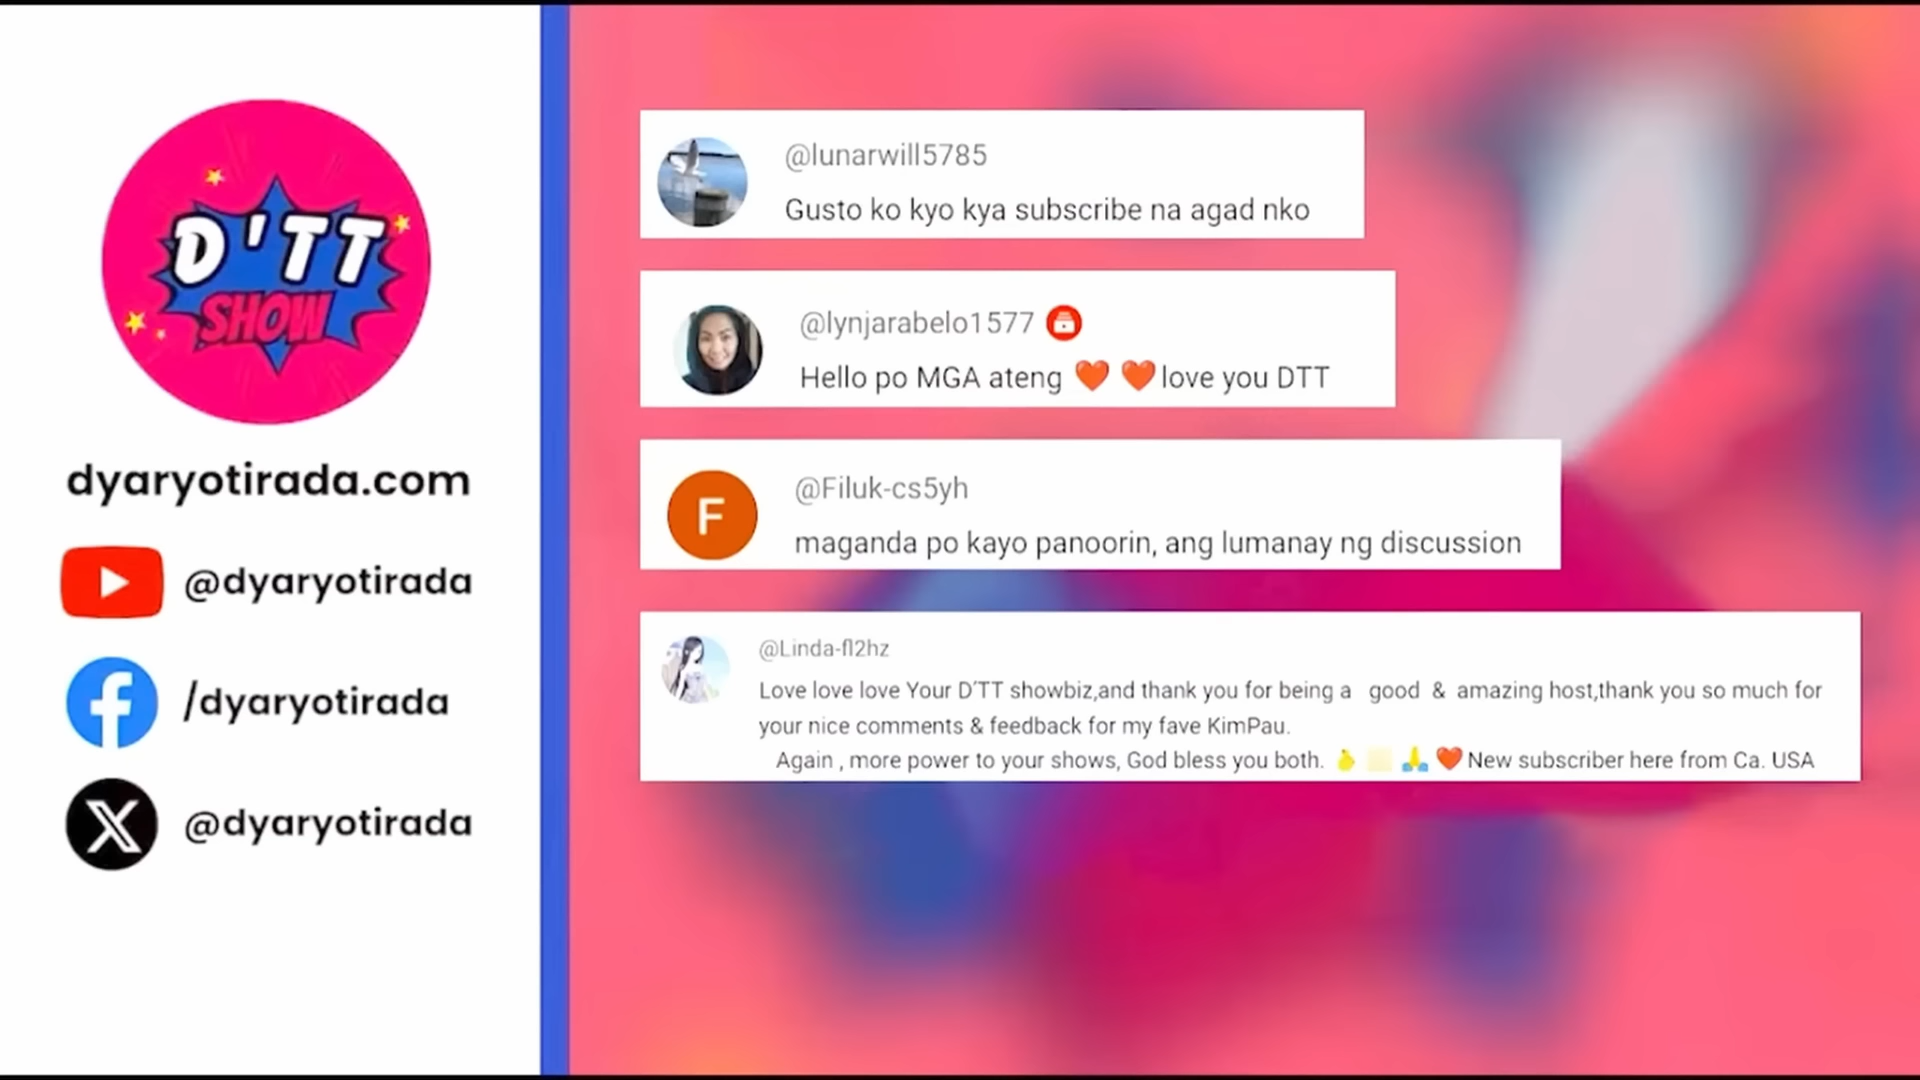 D'TT
SHOW
dyaryotirada.com
@dyaryotirada
/dyaryotirada
@dyaryotirada
@lunarwill5785
Gusto ko kyo kya subscribe na agad nko
@lynjarabelo1577
Hello po MGA ateng ❤️ ❤️love you DTT
F
@Filuk-cs5yh
maganda po kayo panoorin, ang lumanay ng discussion
@Linda-fl2hz
Love love love Your D'TT showbiz,and thank you for being a good & amazing host,thank you so much for
your nice comments & feedback for my fave KimPau.
Again , more power to your shows, God bless you both. 🙏 ❤️New subscriber here from Ca. USA